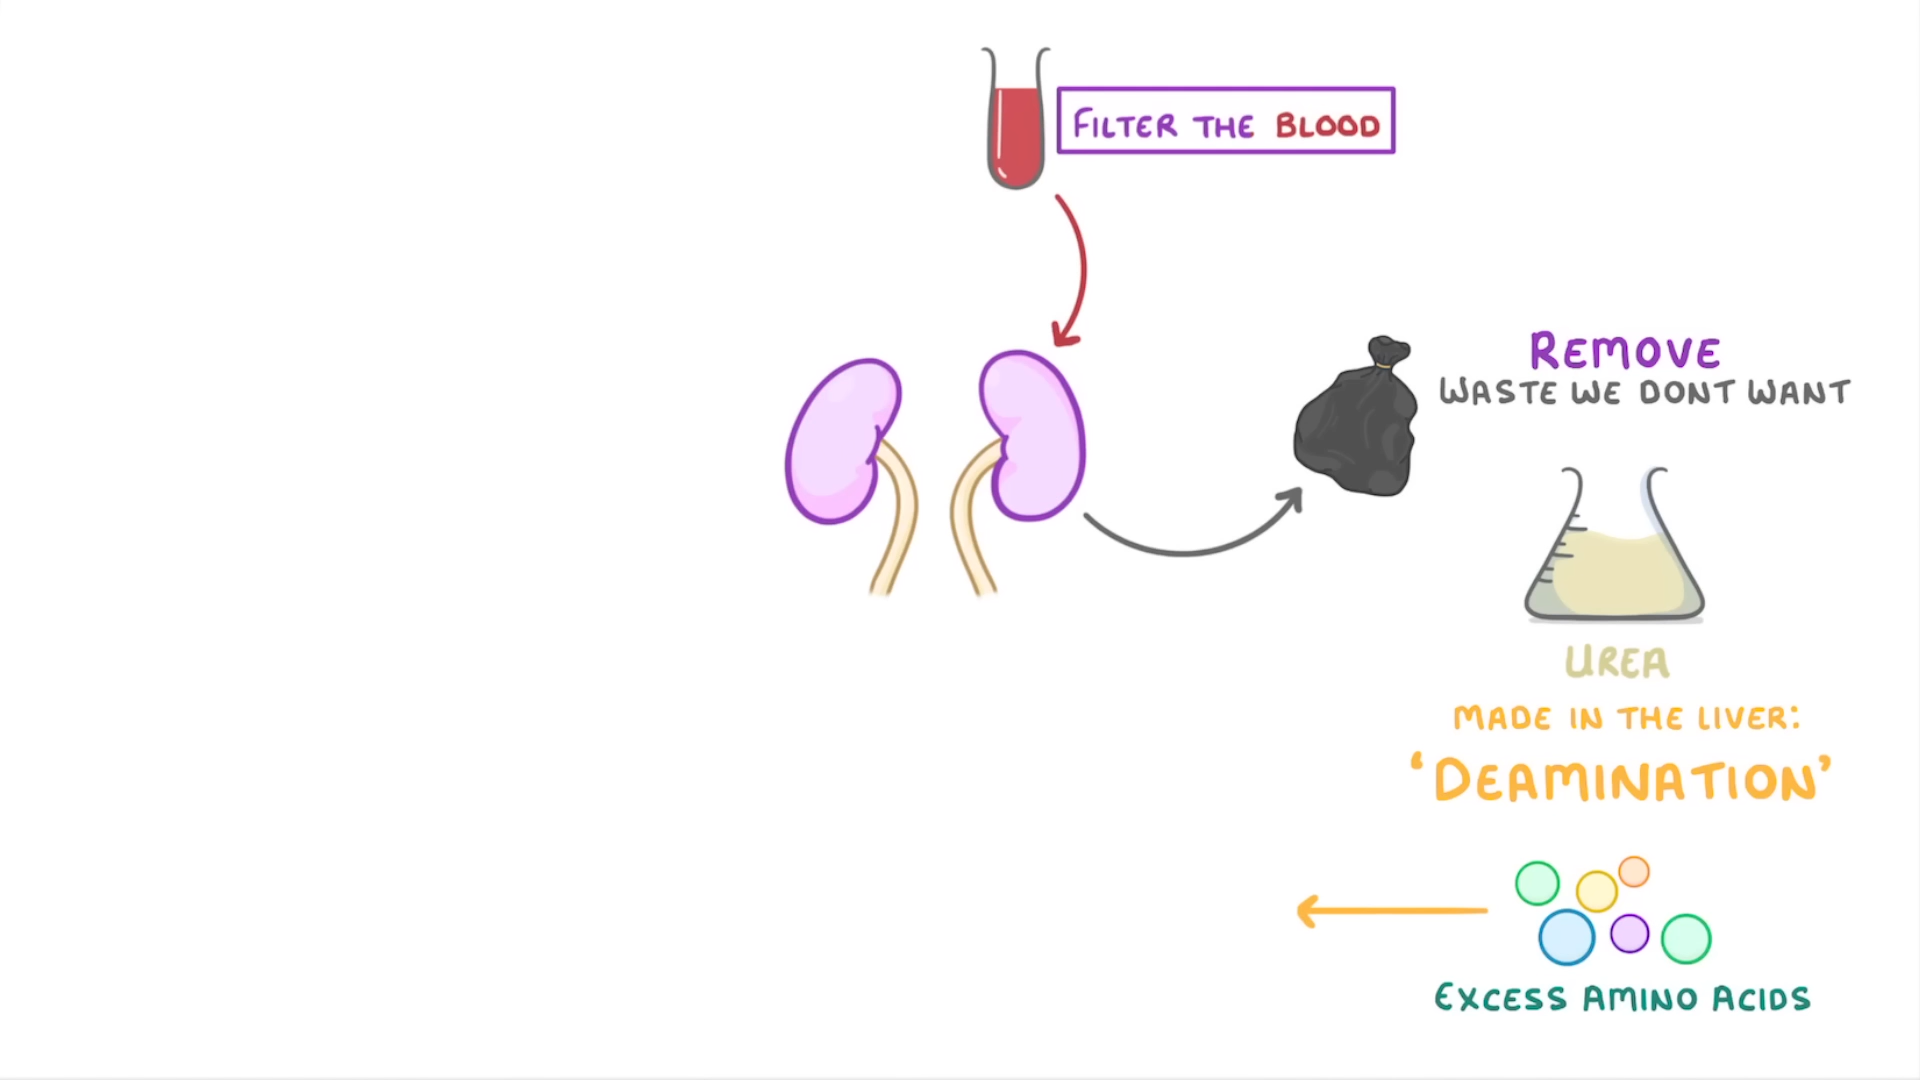 FILTER THE BLOOD
REMOVE
WASTE WE DONT WANT
UREA
MADE IN THE LIVER:
‘DEAMINATION’
EXCESS AMINO ACIDS